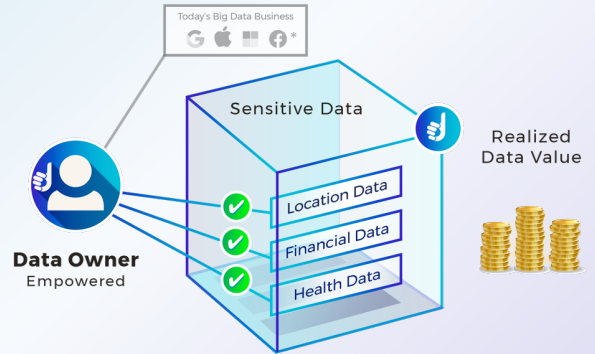 Today's Big Data Business
*
Sensitive Data
Realized
Data Value
Location Data
Financial Data
Health Data
Data Owner
Empowered